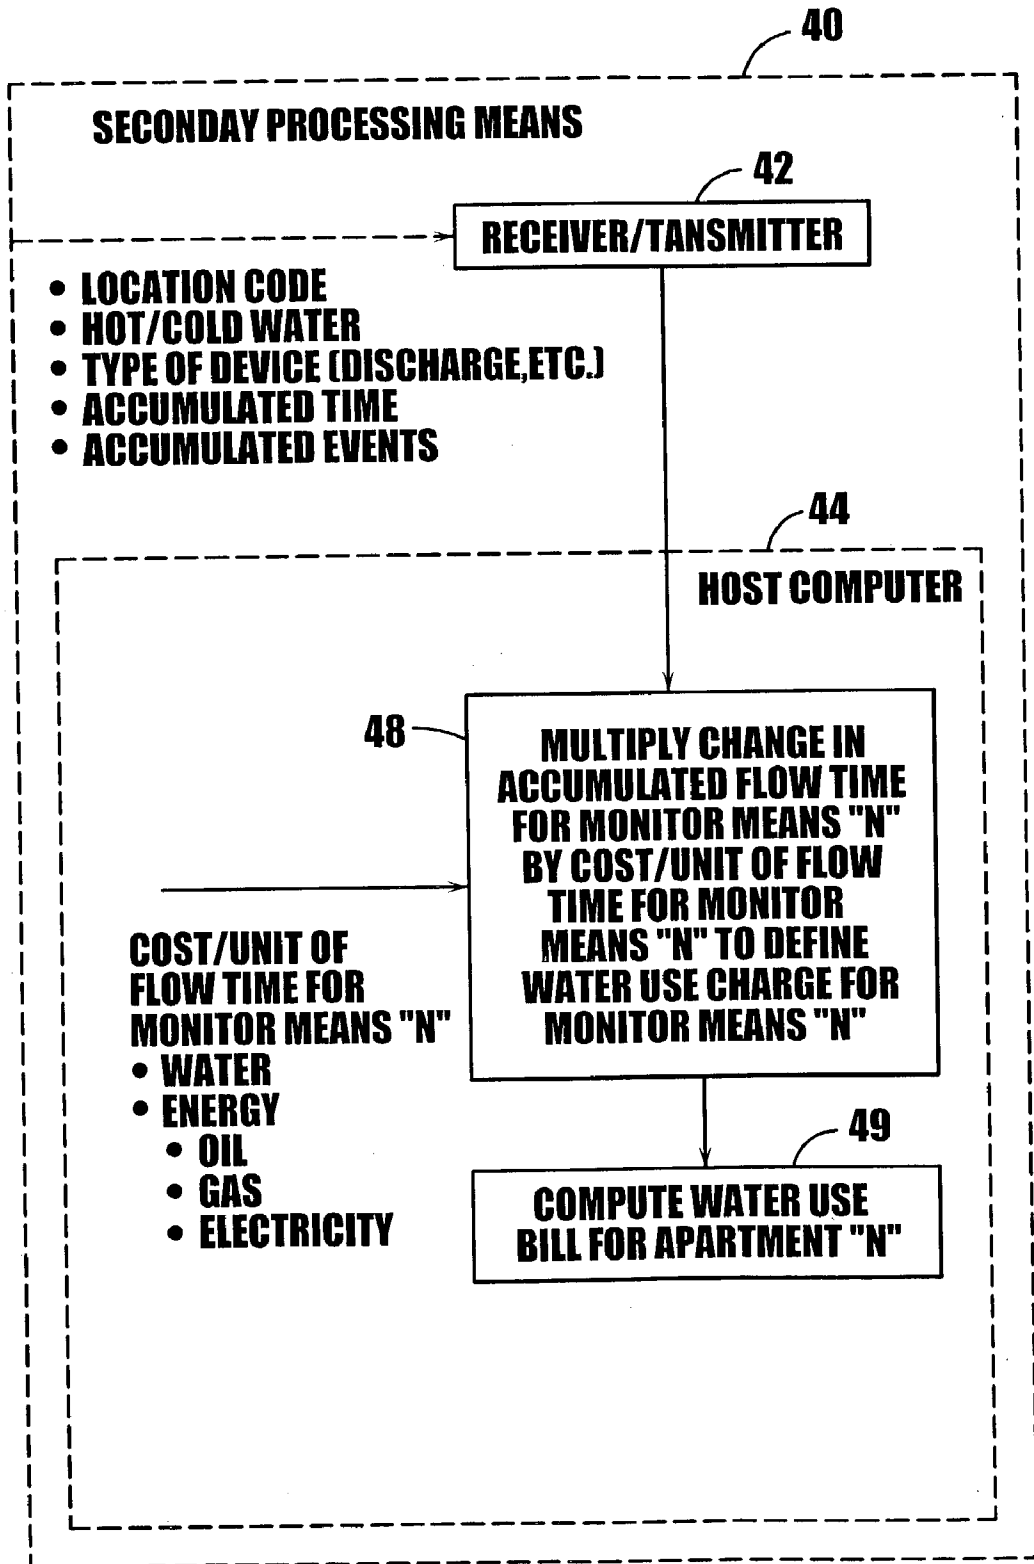 40
SECONDAY PROCESSING MEANS
42
RECEIVER/TANSMITTER
• LOCATION CODE
• HOT/COLD WATER
• TYPE OF DEVICE (DISCHARGE,ETC.)
• ACCUMULATED TIME
• ACCUMULATED EVENTS
44
HOST COMPUTER
48
MULTIPLY CHANGE IN
ACCUMULATED FLOW TIME
FOR MONITOR MEANS "N"
BY COST/UNIT OF FLOW
TIME FOR MONITOR
MEANS "N" TO DEFINE
WATER USE CHARGE FOR
MONITOR MEANS "N"
COST/UNIT OF
FLOW TIME FOR
MONITOR MEANS "N"
• WATER
• ENERGY
• OIL
• GAS
• ELECTRICITY
49
COMPUTE WATER USE
BILL FOR APARTMENT "N"